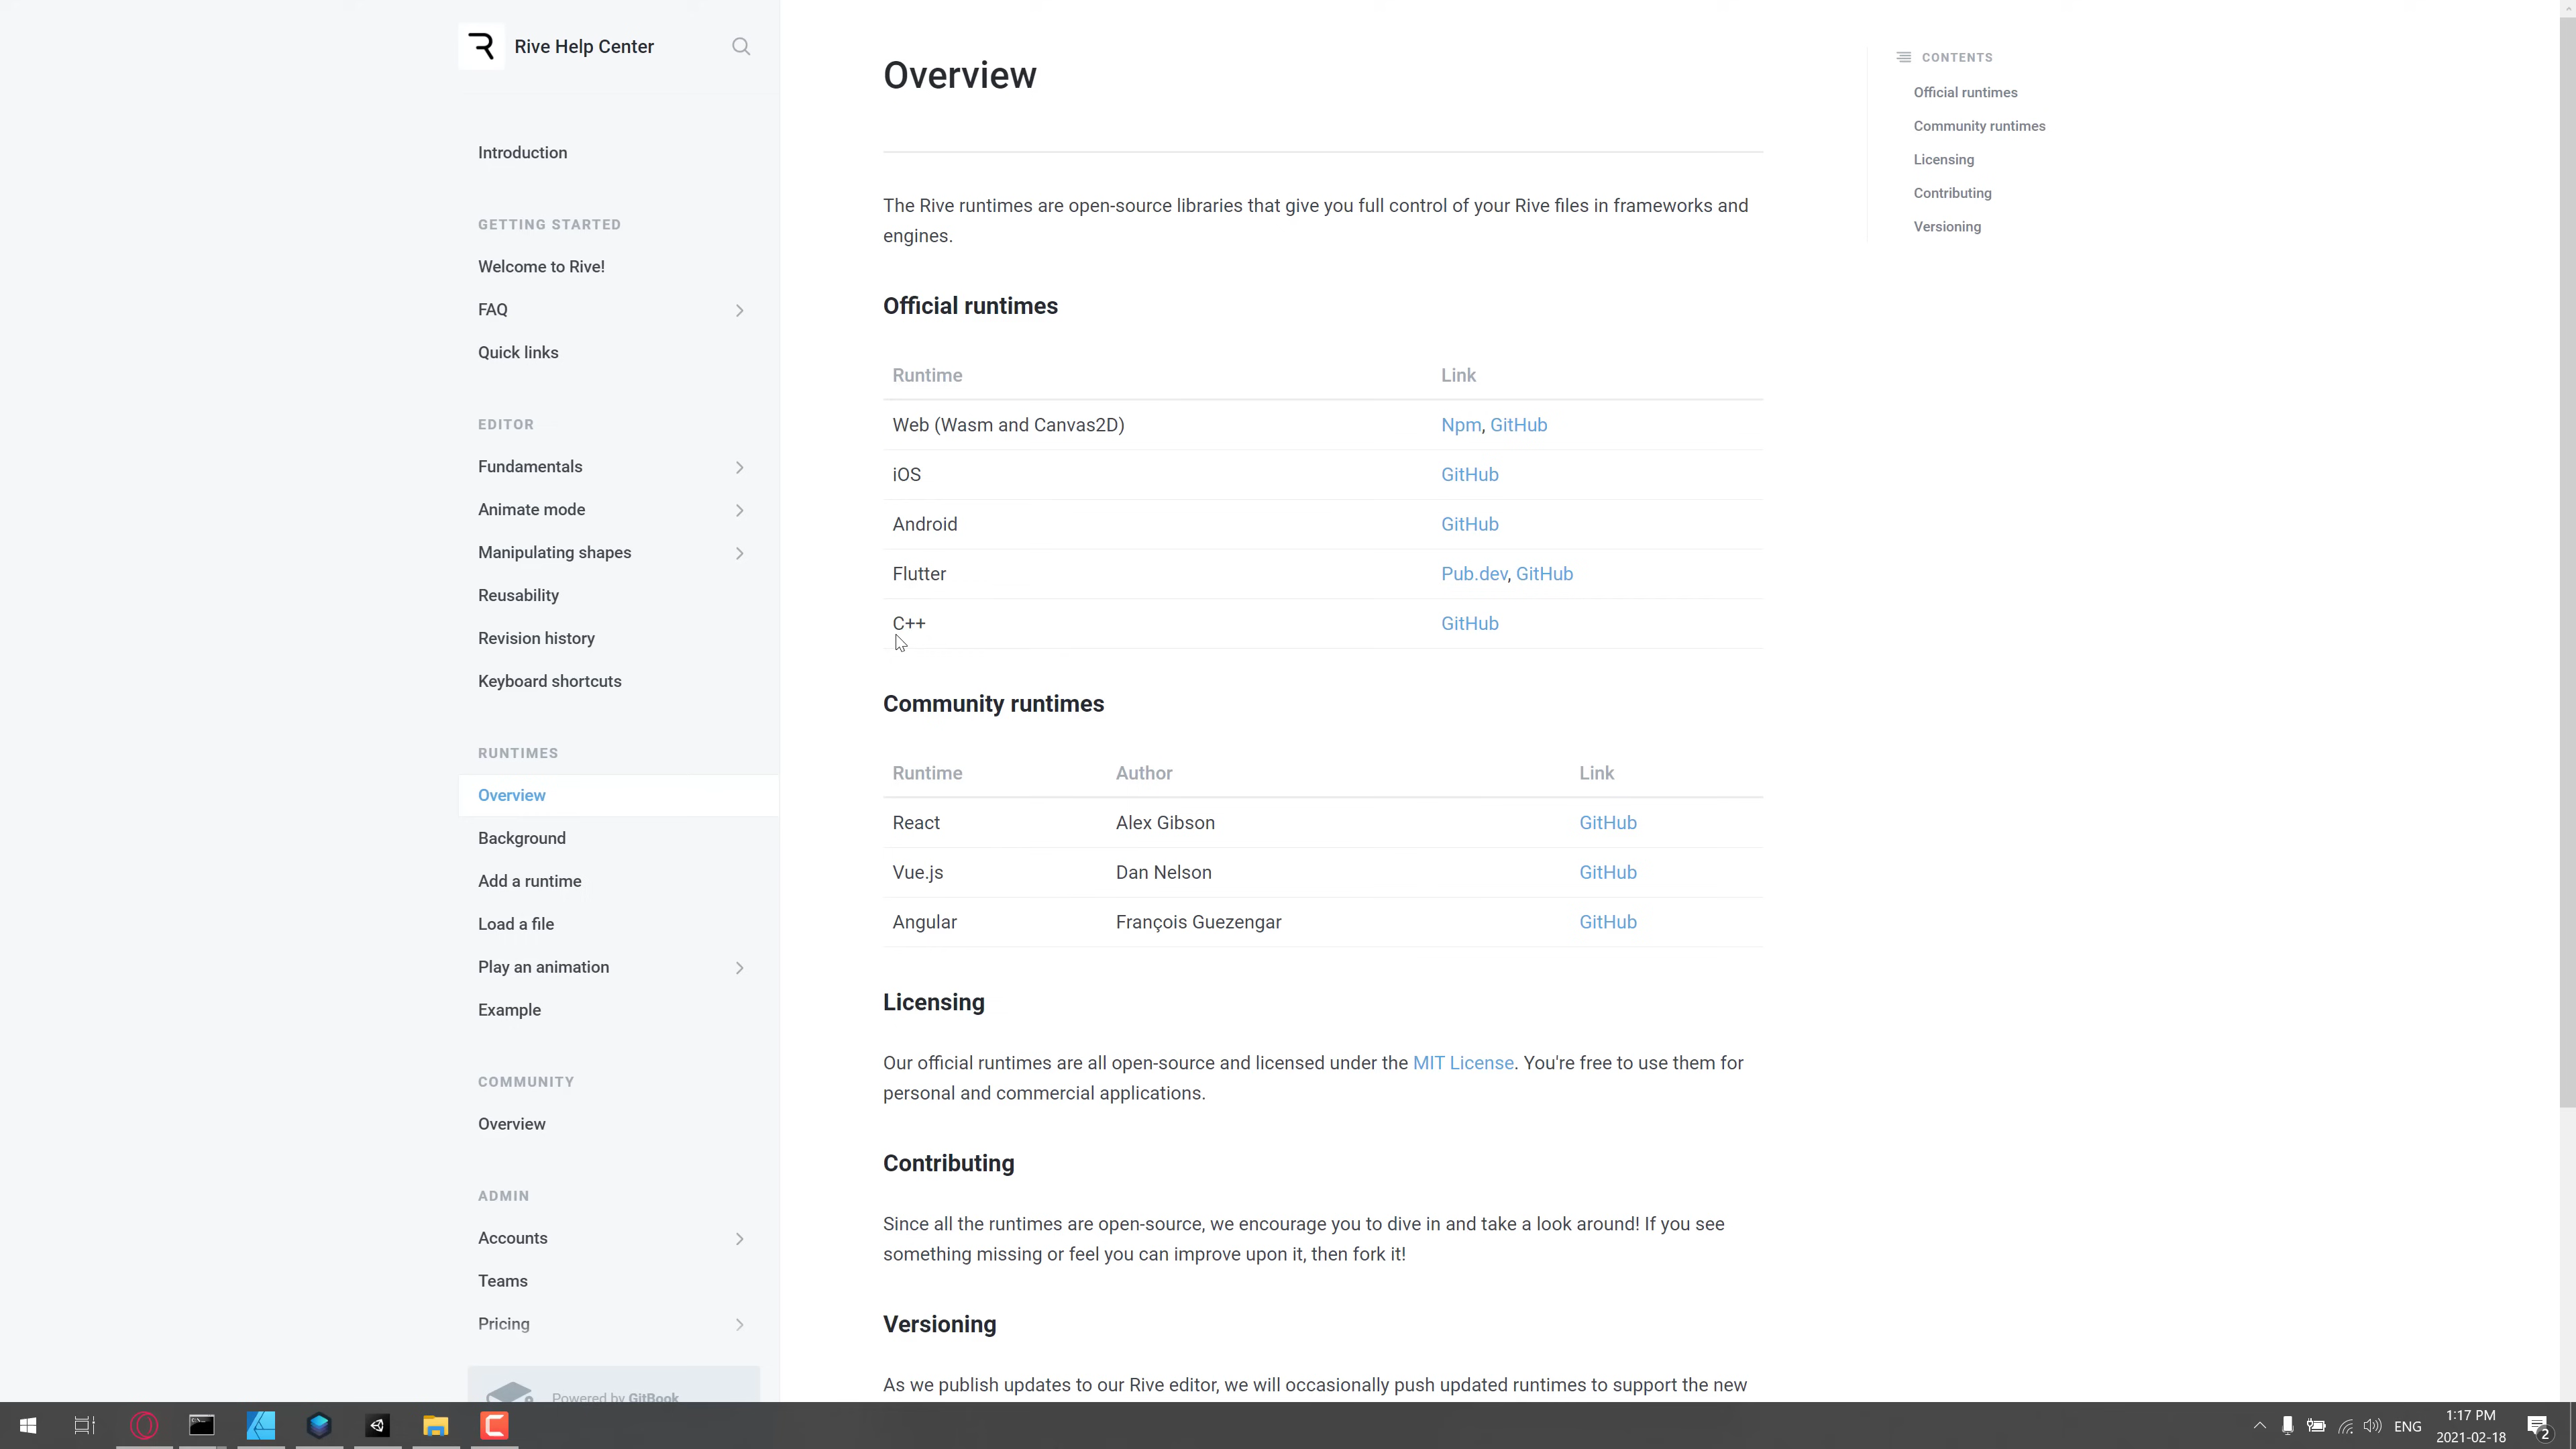 Rive Help Center
Introduction
GETTING STARTED
Welcome to Rive!
FAQ
Quick links
EDITOR
Fundamentals
Animate mode
Manipulating shapes
Reusability
Revision history
Keyboard shortcuts
RUNTIMES
Overview
Background
Add a runtime
Load a file
Play an animation
Example
COMMUNITY
Overview
ADMIN
Accounts
Teams
Pricing
Powered by GitBook
Overview
The Rive runtimes are open-source libraries that give you full control of your Rive files in frameworks and
engines.
Official runtimes
Runtime Link
Web (Wasm and Canvas2D) Npm, GitHub
iOS GitHub
Android GitHub
Flutter Pub.dev, GitHub
C++ GitHub
Community runtimes
Runtime Author Link
React Alex Gibson GitHub
Vue.js Dan Nelson GitHub
Angular François Guezengar GitHub
Licensing
Our official runtimes are all open-source and licensed under the MIT License. You're free to use them for
personal and commercial applications.
Contributing
Since all the runtimes are open-source, we encourage you to dive in and take a look around! If you see
something missing or feel you can improve upon it, then fork it!
Versioning
As we publish updates to our Rive editor, we will occasionally push updated runtimes to support the new
CONTENTS
Official runtimes
Community runtimes
Licensing
Contributing
Versioning
ENG
1:17 PM
2021-02-18
2